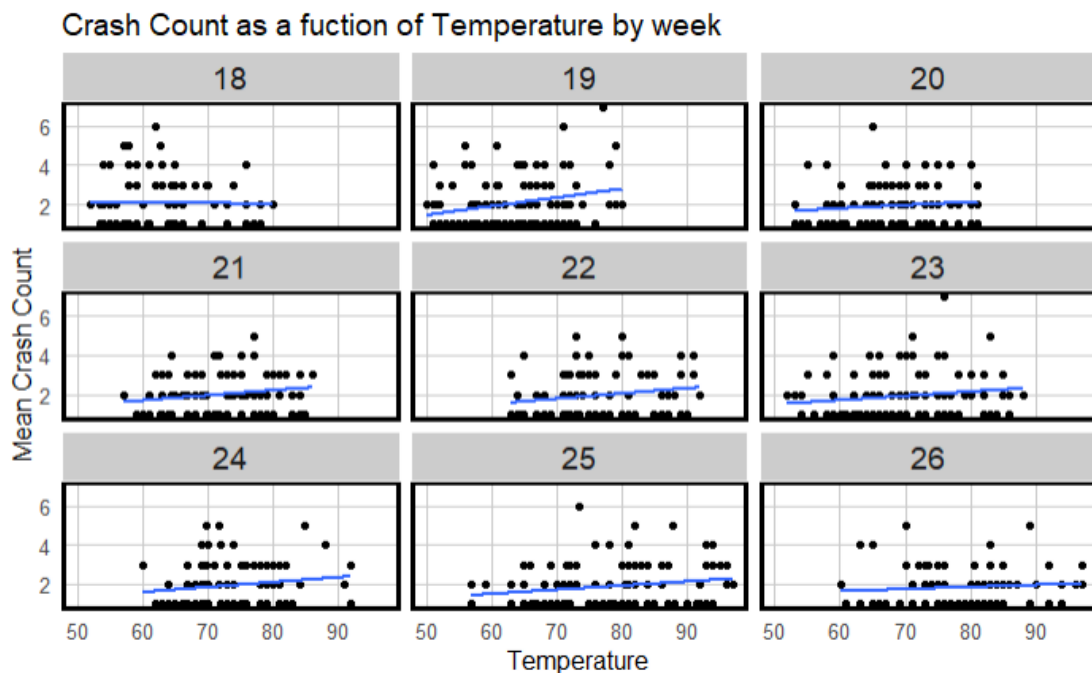 Crash Count as a fuction of Temperature by week
18 19 20
6
4
2
21 22 23
6
4
2
Mean Crash Count
24 25 26
6
4
2
50 60 70 80 90 50 60 70 80 90 50 60 70 80 90
Temperature